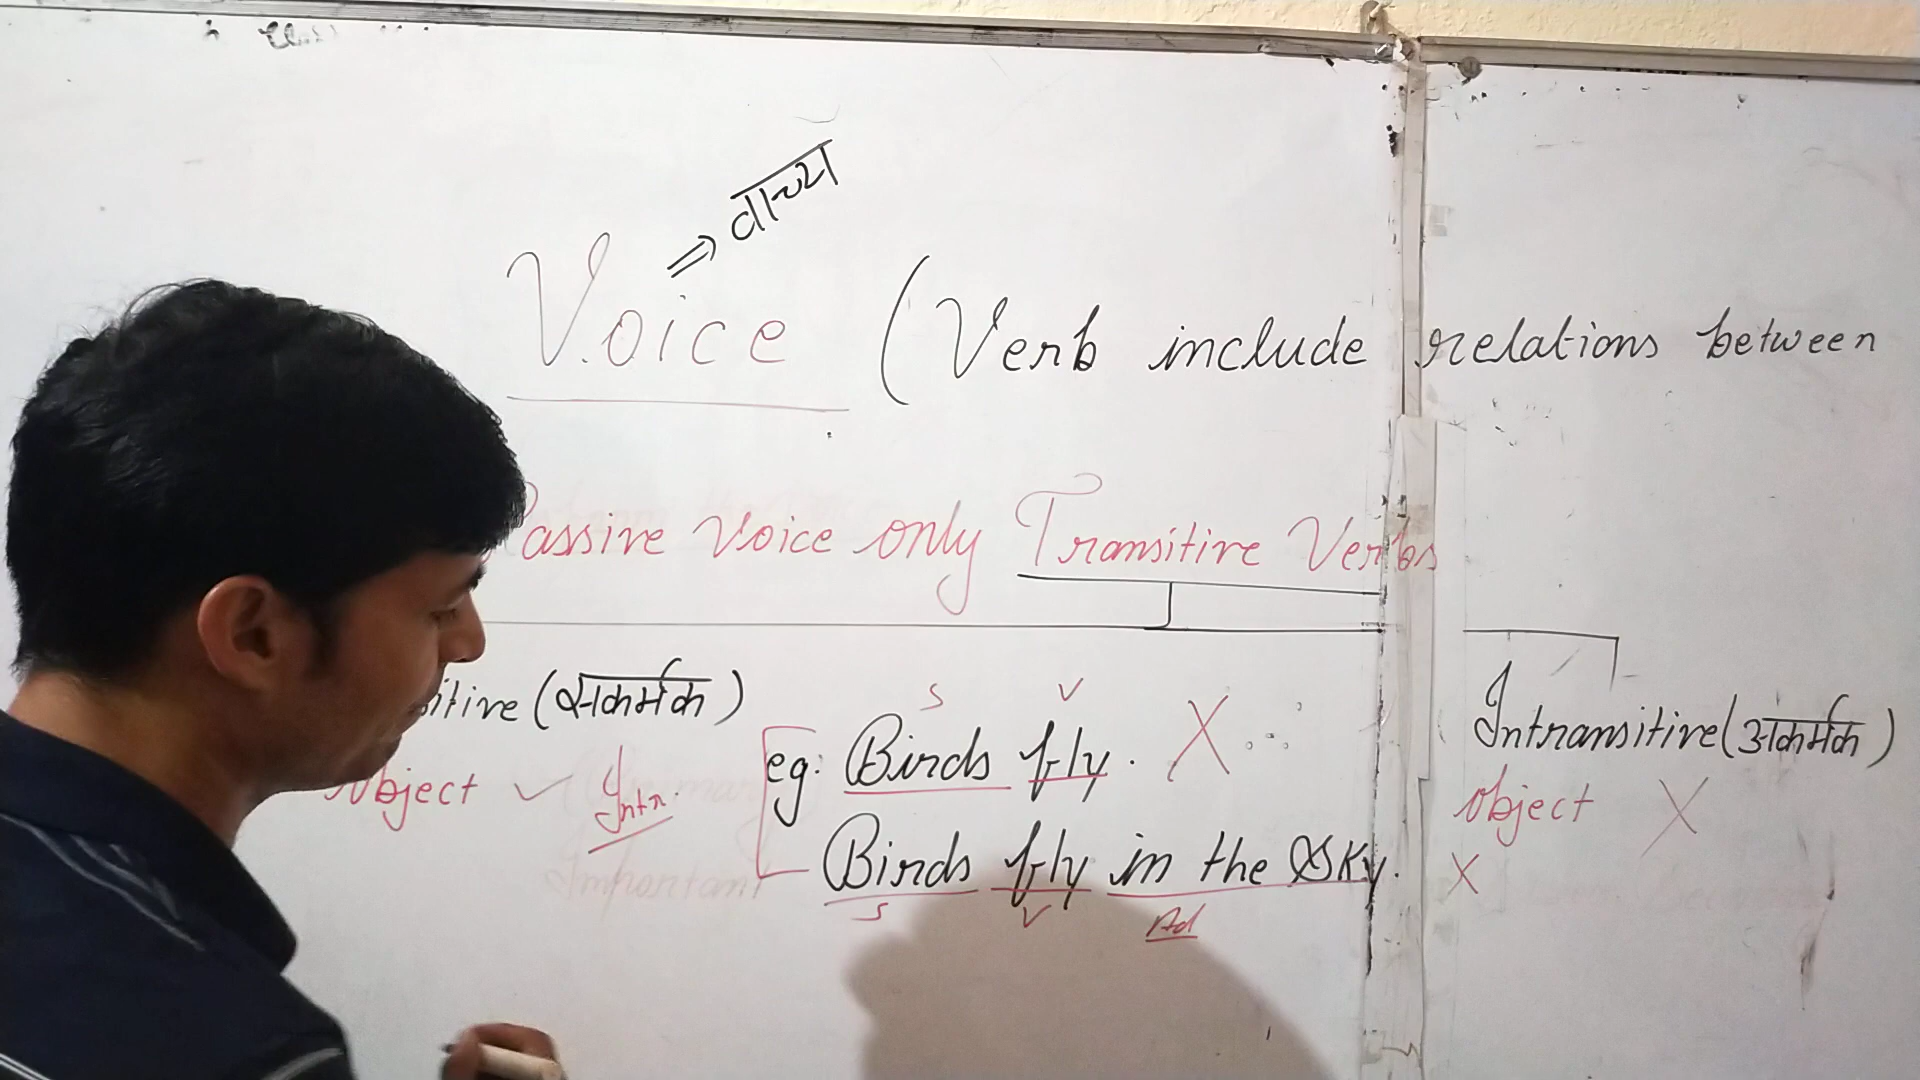 ⇒ वाच्य
Voice (Verb include relations between
Passive Voice only Transitive Verbs
sitive (सकर्मक)
S V
eg: Birds fly. X
Intransitive (अकर्मक)
Object ✓ Intr.
object X
Birds fly in the Sky. X
S V Ad
Important